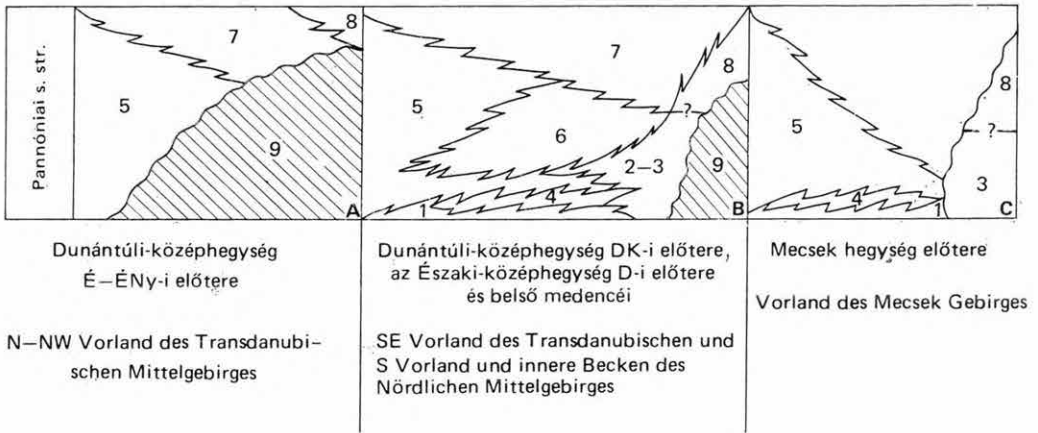 Pannóniai s. str.
7
8
5
9
A
7
8
5
?
6
2–3
9
4
1
B
8
5
?
3
4
1
C
Dunántúli-középhegység
É–ÉNy-i előtere
N–NW Vorland des Transdanubi–
schen Mittelgebirges
Dunántúli-középhegység DK-i előtere,
az Északi-középhegység D-i előtere
és belső medencéi
SE Vorland des Transdanubischen und
S Vorland und innere Becken des
Nördlichen Mittelgebirges
Mecsek hegység előtere
Vorland des Mecsek Gebirges